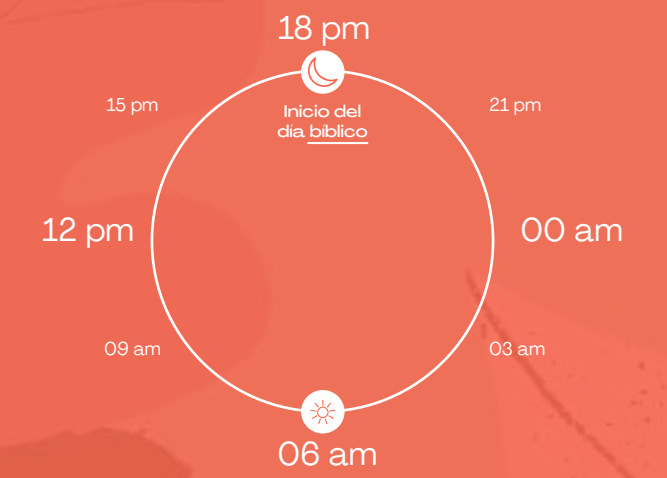 18 pm
15 pm
21 pm
Inicio del
día bíblico
12 pm
00 am
09 am
03 am
06 am